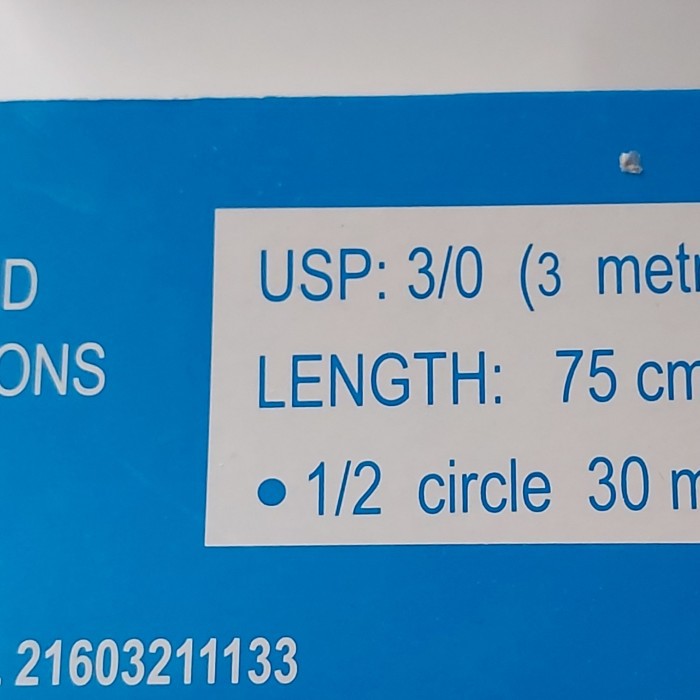 USP: 3/0 (3 metr
LENGTH: 75 cm
• 1/2 circle 30 m
D
ONS
21603211133